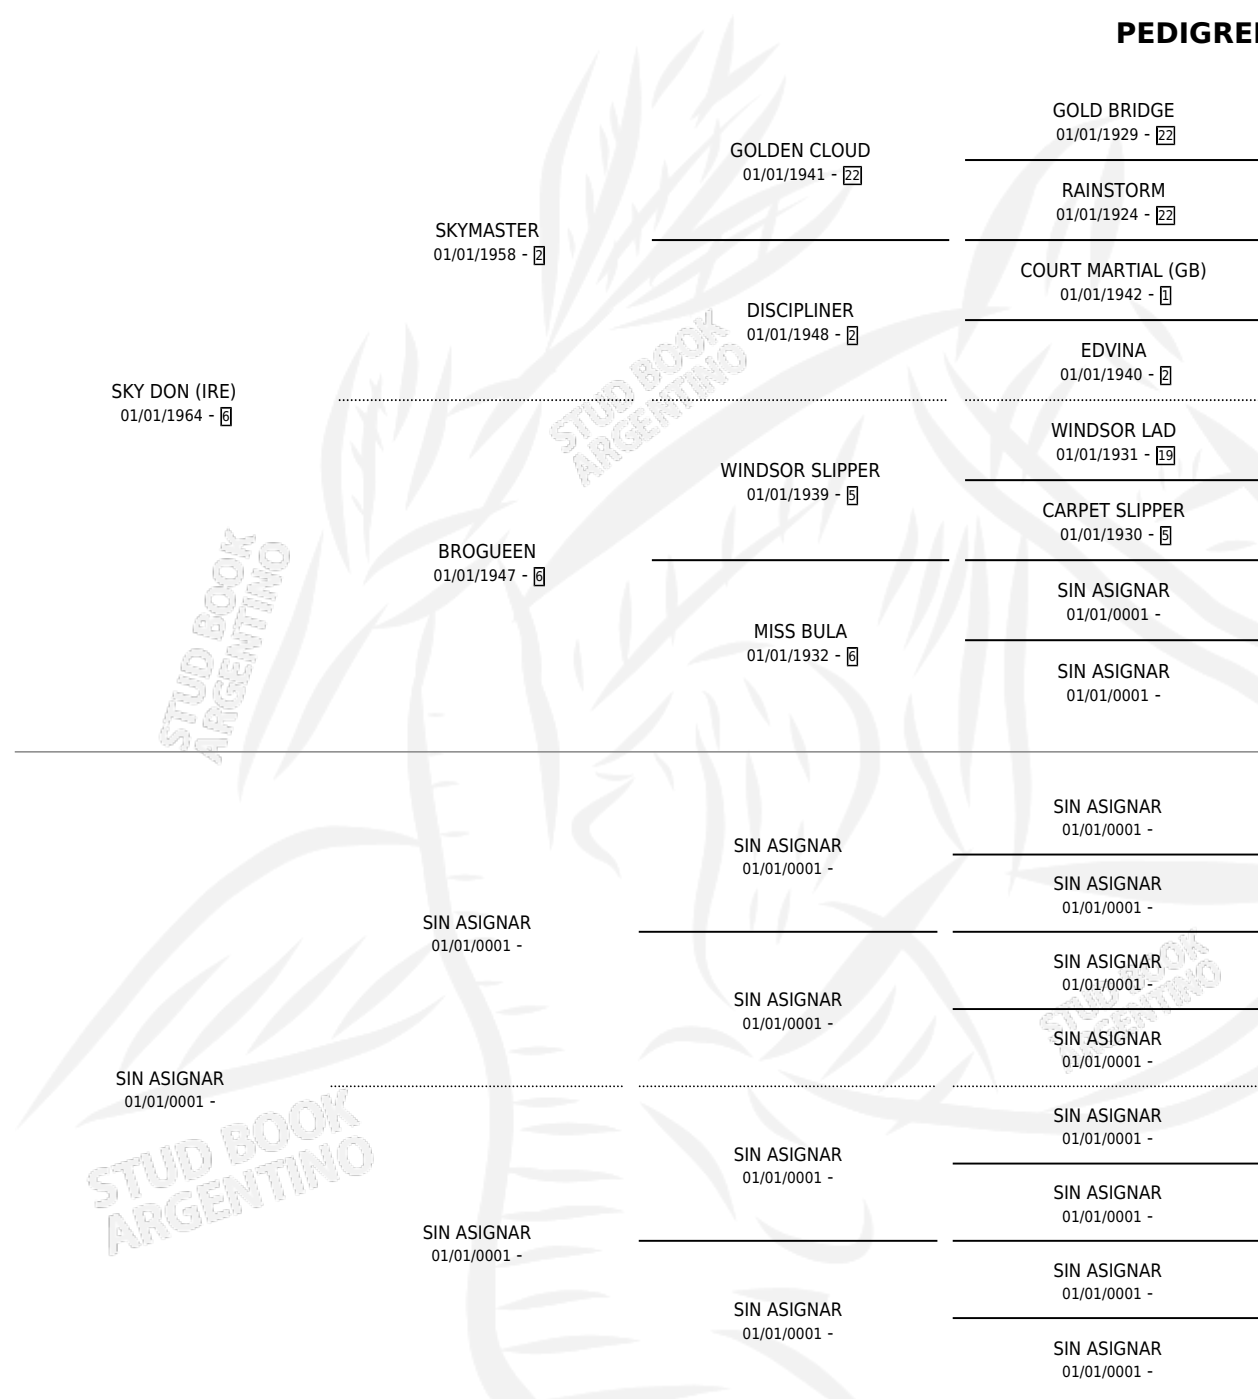 PEDIGREE
GOLD BRIDGE
01/01/1929 - 22
GOLDEN CLOUD
01/01/1941 - 22
RAINSTORM
01/01/1924 - 22
SKYMASTER
01/01/1958 - 2
COURT MARTIAL (GB)
01/01/1942 - 1
DISCIPLINER
01/01/1948 - 2
EDVINA
01/01/1940 - 2
SKY DON (IRE)
01/01/1964 - 6
WINDSOR LAD
01/01/1931 - 19
WINDSOR SLIPPER
01/01/1939 - 5
CARPET SLIPPER
01/01/1930 - 5
BROGUEEN
01/01/1947 - 6
SIN ASIGNAR
01/01/0001 -
MISS BULA
01/01/1932 - 6
SIN ASIGNAR
01/01/0001 -
SIN ASIGNAR
01/01/0001 -
SIN ASIGNAR
01/01/0001 -
SIN ASIGNAR
01/01/0001 -
SIN ASIGNAR
01/01/0001 -
SIN ASIGNAR
01/01/0001 -
SIN ASIGNAR
01/01/0001 -
SIN ASIGNAR
01/01/0001 -
SIN ASIGNAR
01/01/0001 -
SIN ASIGNAR
01/01/0001 -
SIN ASIGNAR
01/01/0001 -
SIN ASIGNAR
01/01/0001 -
SIN ASIGNAR
01/01/0001 -
SIN ASIGNAR
01/01/0001 -
SIN ASIGNAR
01/01/0001 -
SIN ASIGNAR
01/01/0001 -
STUD BOOK
ARGENTINO
STUD BOOK
ARGENTINO
STUD BOOK
ARGENTINO
STUD BOOK
ARGENTINO